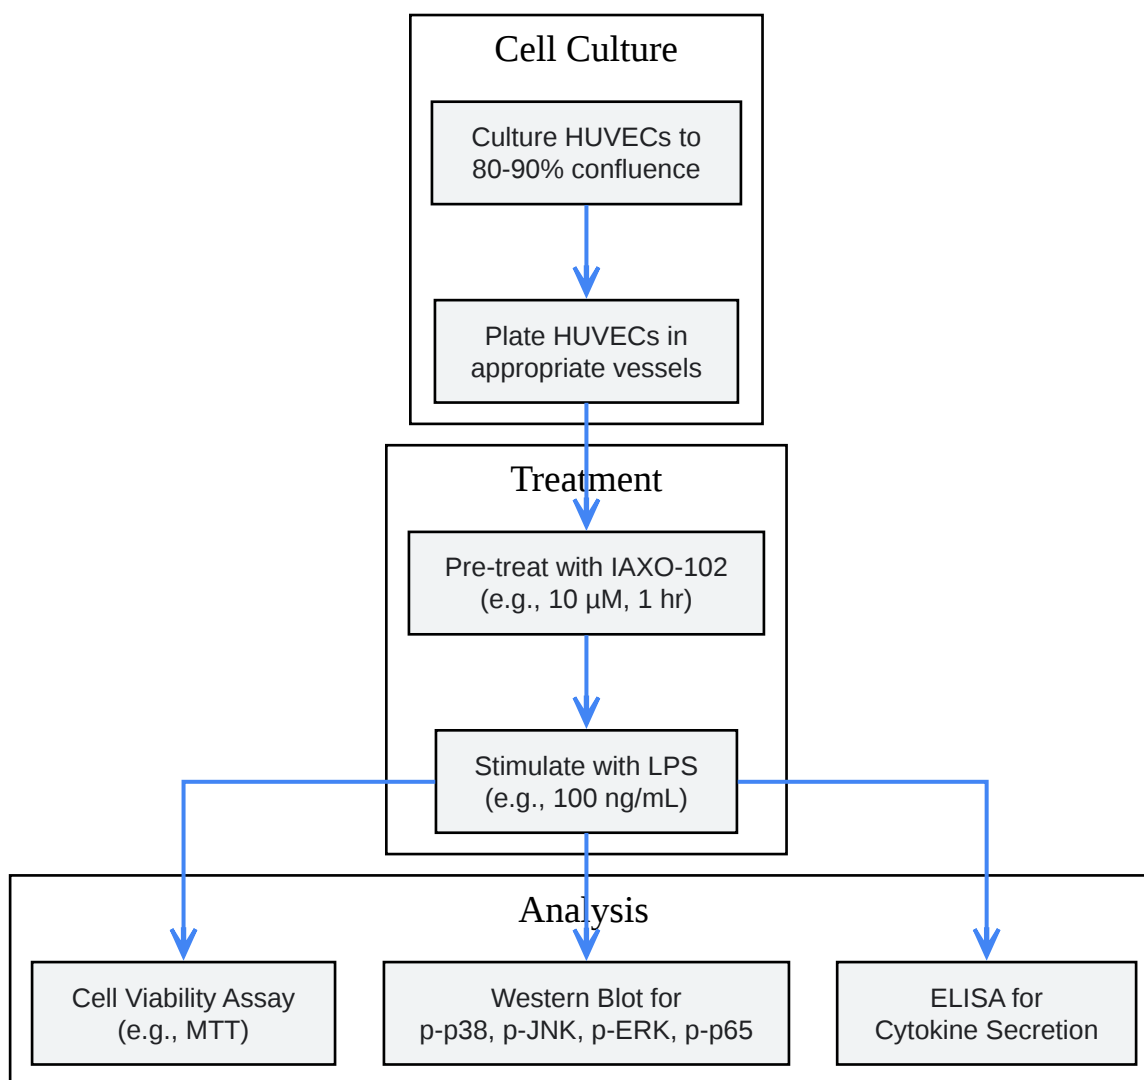 Cell Culture
Culture HUVECs to
80-90% confluence
Plate HUVECs in
appropriate vessels
Treatment
Pre-treat with IAXO-102
(e.g., 10 µM, 1 hr)
Stimulate with LPS
(e.g., 100 ng/mL)
Analysis
Cell Viability Assay
(e.g., MTT)
Western Blot for
p-p38, p-JNK, p-ERK, p-p65
ELISA for
Cytokine Secretion